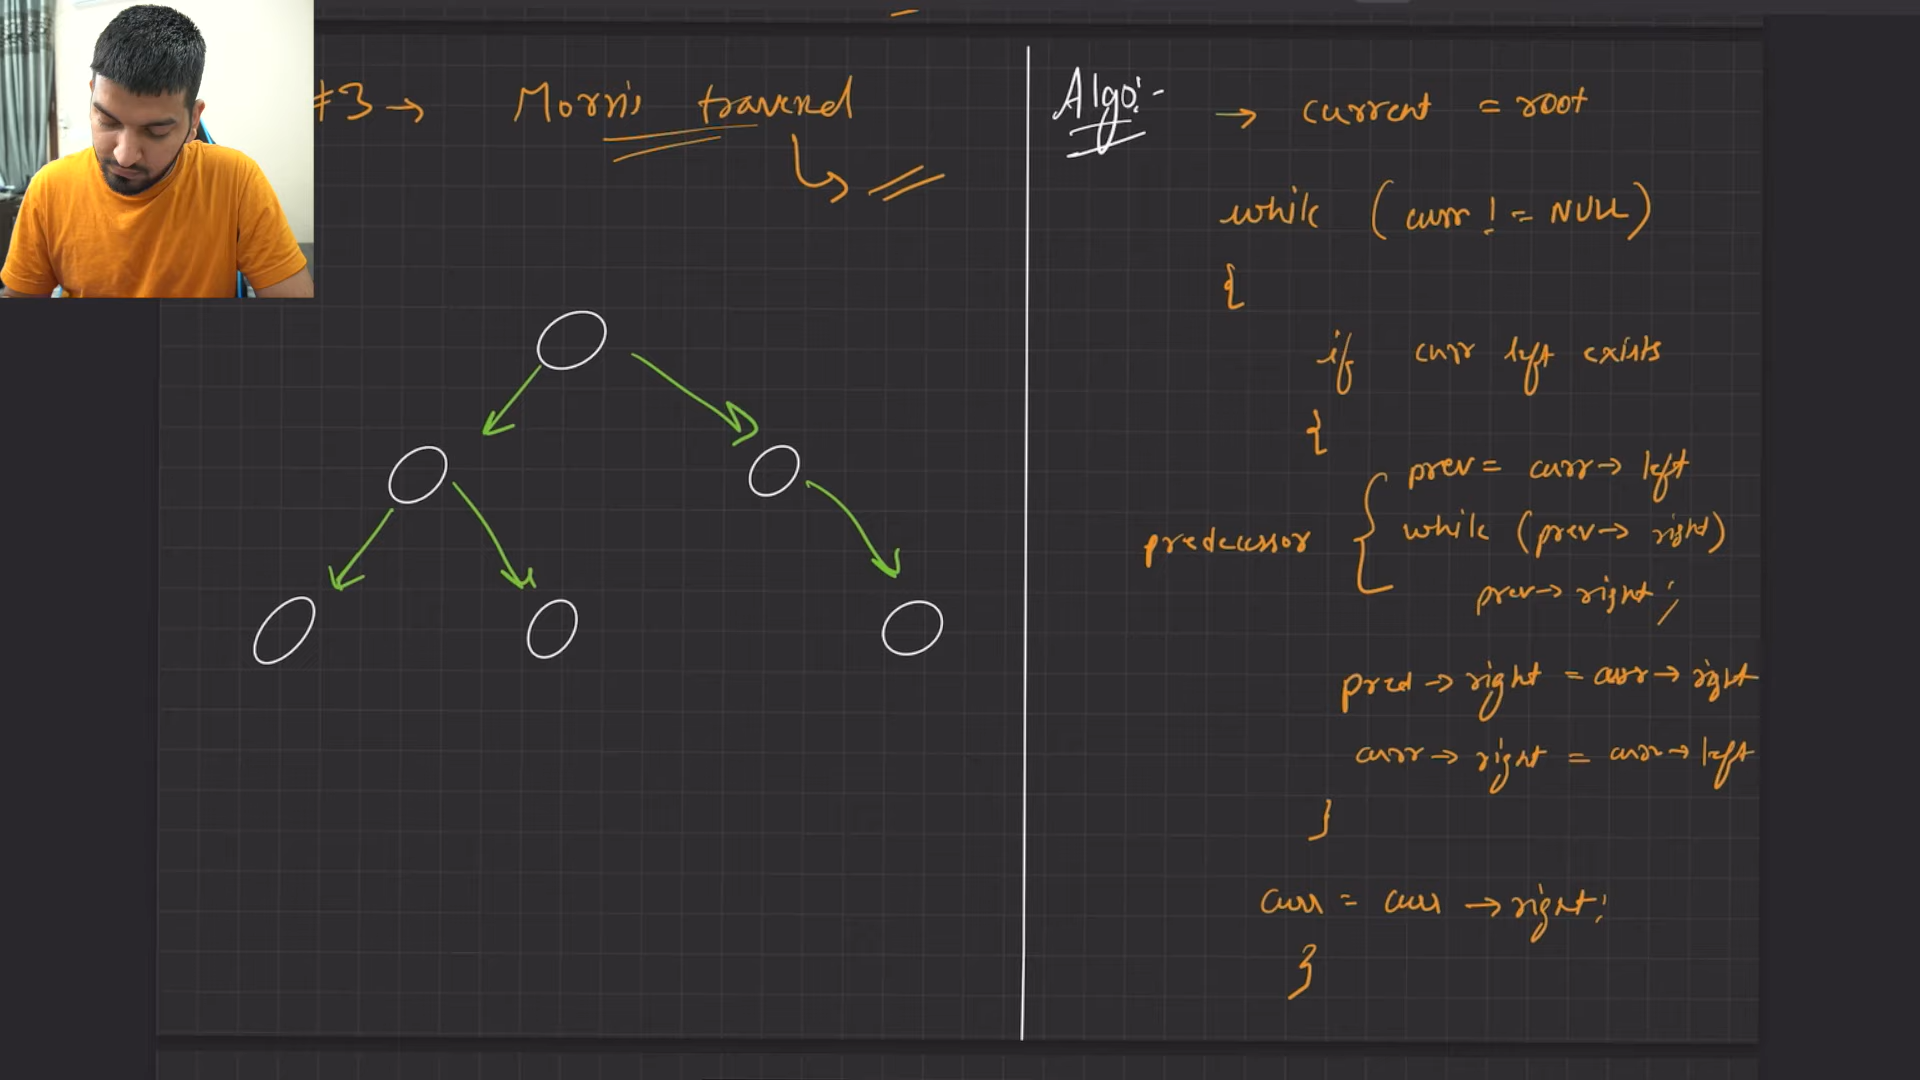 #3 → Morris traversal
Algo:- → current = root
while (curr != NULL)
{
if curr left exists
{
prev = curr → left
while (prev → right)
prev → right;
predecessor
pred → right = curr → right
curr → right = curr → left
}
curr = curr → right;
}